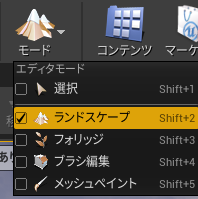 モード
コンテンツ
マーケ
エディタモード
選択 Shift+1
ランドスケープ Shift+2
フォリッジ Shift+3
ブラシ編集 Shift+4
メッシュペイント Shift+5